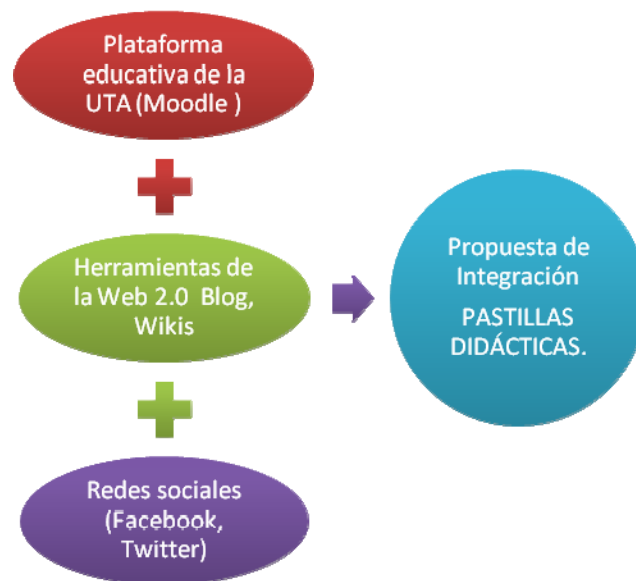 Plataforma
educativa de la
UTA (Moodle )
Herramientas de
la Web 2.0 Blog,
Wikis
Redes sociales
(Facebook,
Twitter)
Propuesta de
Integración
PASTILLAS
DIDÁCTICAS.